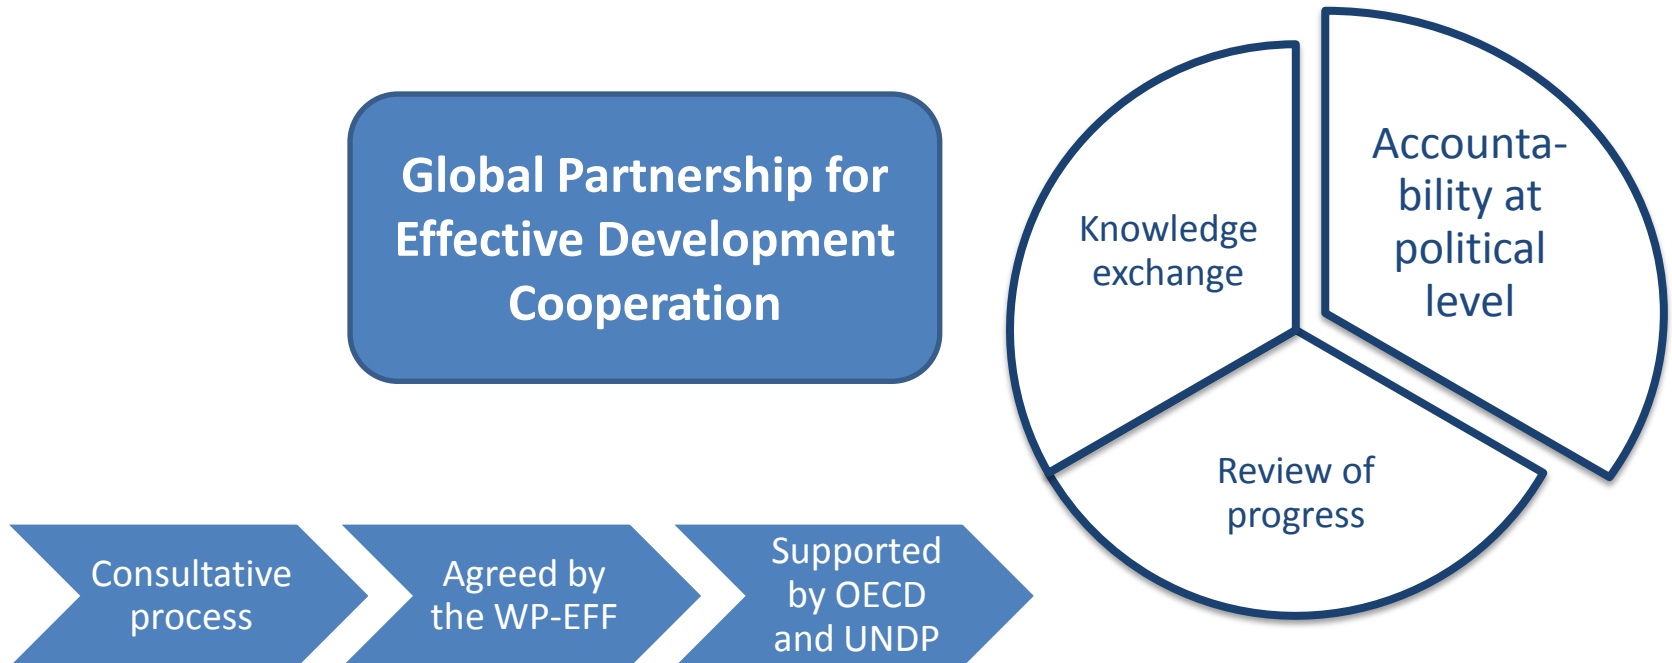 Global Partnership for
Effective Development
Cooperation
Knowledge
exchange
Accounta-
bility at
political
level
Review of
progress
Consultative
process
Agreed by
the WP-EFF
Supported
by OECD
and UNDP